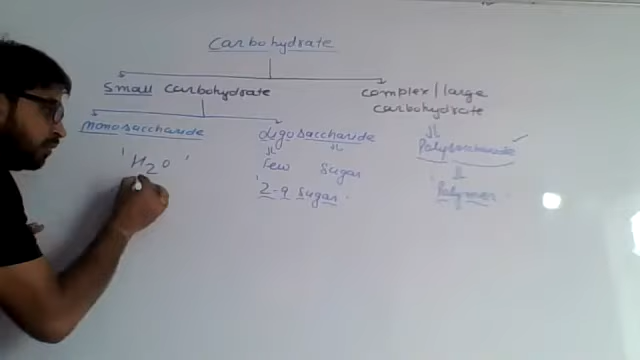 Carbohydrate
Small Carbohydrate
complex/large
carbohydrate
monosaccharide
oligosaccharide
Polysaccharide
'H2O'
Few Sugar
'2-9 Sugar.
Polymer